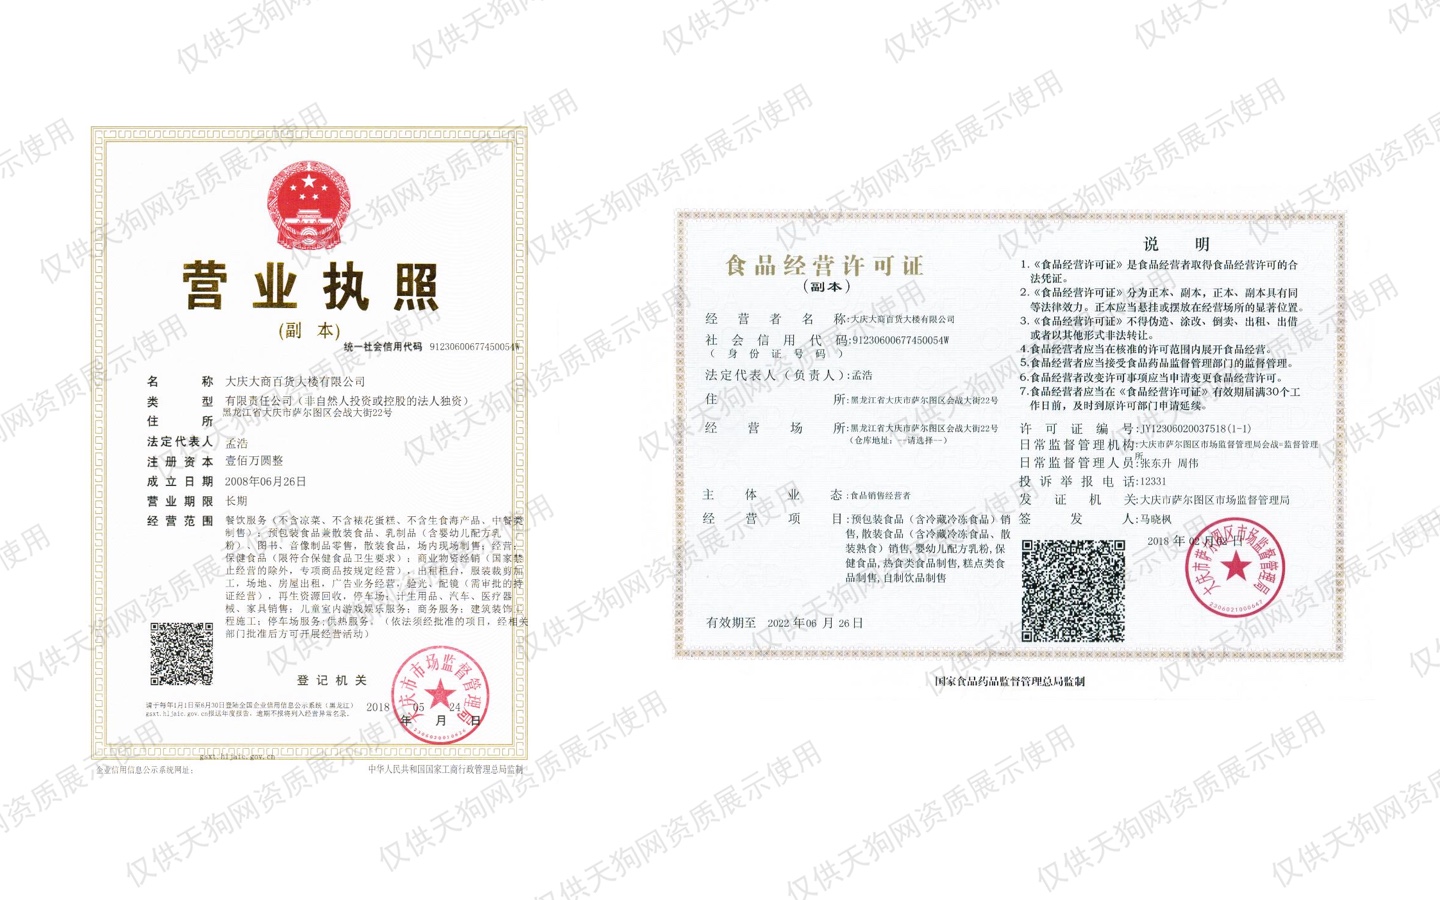 营业执照
(副 本)
统一社会信用代码 91230600677450054W
名 称 大庆大商百货大楼有限公司
类 型 有限责任公司（非自然人投资或控股的法人独资）
住 所 黑龙江省大庆市萨尔图区会战大街22号
法定代表人 孟浩
注册资本 壹佰万圆整
成立日期 2008年06月26日
营业期限 长期
经营范围 餐饮服务（不含凉菜、不含裱花蛋糕、不含生食海产品、中餐类
制售）；预包装食品兼散装食品、乳制品（含婴幼儿配方乳
粉）、图书、音像制品零售，散装食品，场内现场制售；经营：
保健食品（限符合保健食品卫生要求）；商业物资经销（国家禁
止经营的除外，专项商品按规定经营），出租柜台，服装裁剪加
工，场地、房屋出租，广告业务经营，验光、配镜（需审批的持
证经营），再生资源回收，停车场；计生用品、汽车、医疗器
械、家具销售；儿童室内游戏娱乐服务；商务服务；建筑装饰工
程施工；停车场服务;供热服务。（依法须经批准的项目，经相关
部门批准后方可开展经营活动）
登记机关
请于每年1月1日至6月30日登陆全国企业信用信息公示系统（黑龙江）
gsxt.hljaic.gov.cn报送年度报告，逾期不报将列入经营异常名录。
2018 05 24
年 月 日
大庆市市场监督管理局
gsxt.hljaic.gov.cn
企业信用信息公示系统网址：
中华人民共和国国家工商行政管理总局监制
食品经营许可证
（副本）
经营者名称:大庆大商百货大楼有限公司
社会信用代码:91230600677450054W
（身份证号码）
法定代表人（负责人）:孟浩
住 所:黑龙江省大庆市萨尔图区会战大街22号
经营场所:黑龙江省大庆市萨尔图区会战大街22号
（仓库地址：--请选择--）
主体业态:食品销售经营者
经营项目:预包装食品（含冷藏冷冻食品）销
售,散装食品（含冷藏冷冻食品、散
装熟食）销售,婴幼儿配方乳粉,保
健食品,热食类食品制售,糕点类食
品制售,自制饮品制售
有效期至 2022 年06 月 26 日
说 明
1.《食品经营许可证》是食品经营者取得食品经营许可的合
法凭证。
2.《食品经营许可证》分为正本、副本，正本、副本具有同
等法律效力。正本应当悬挂或摆放在经营场所的显著位置。
3.《食品经营许可证》不得伪造、涂改、倒卖、出租、出借
或者以其他形式非法转让。
4.食品经营者应当在核准的许可范围内展开食品经营。
5.食品经营者应当接受食品药品监督管理部门的监督管理。
6.食品经营者改变许可事项应当申请变更食品经营许可。
7.食品经营者应当在《食品经营许可证》有效期届满30个工
作日前，及时到原许可部门申请延续。
许可证编号:JY12306020037518(1-1)
日常监督管理机构:大庆市萨尔图区市场监督管理局会战=监督管理
所
日常监督管理人员:张东升 周伟
投诉举报电话:12331
发证机关:大庆市萨尔图区市场监督管理局
签发人:马晓枫
2018 年 02 月 02 日
大庆市萨尔图区市场监督管理局
国家食品药品监督管理总局监制
仅供天狗网资质展示使用